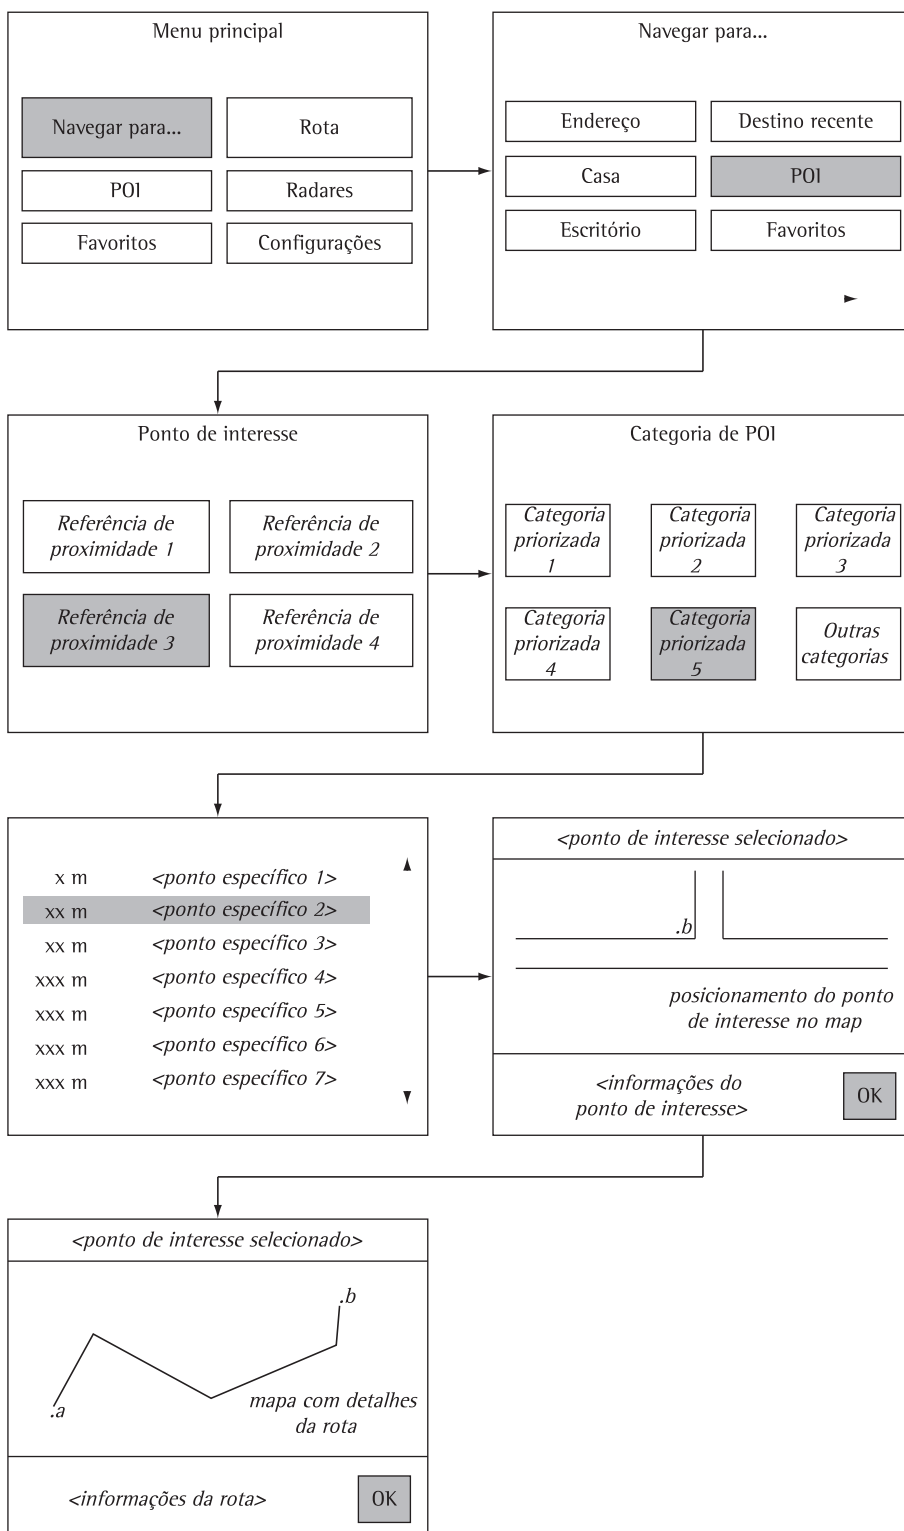 Menu principal
Navegar para...
Rota
POI
Radares
Favoritos
Configurações
Navegar para...
Endereço
Destino recente
Casa
POI
Escritório
Favoritos
Ponto de interesse
Referência de
proximidade 1
Referência de
proximidade 2
Referência de
proximidade 3
Referência de
proximidade 4
Categoria de POI
Categoria
priorizada
1
Categoria
priorizada
2
Categoria
priorizada
3
Categoria
priorizada
4
Categoria
priorizada
5
Outras
categorias
x m <ponto específico 1>
xx m <ponto específico 2>
xx m <ponto específico 3>
xxx m <ponto específico 4>
xxx m <ponto específico 5>
xxx m <ponto específico 6>
xxx m <ponto específico 7>
<ponto de interesse selecionado>
.b
posicionamento do ponto
de interesse no map
<informações do
ponto de interesse>
OK
<ponto de interesse selecionado>
.b
.a
mapa com detalhes
da rota
<informações da rota>
OK